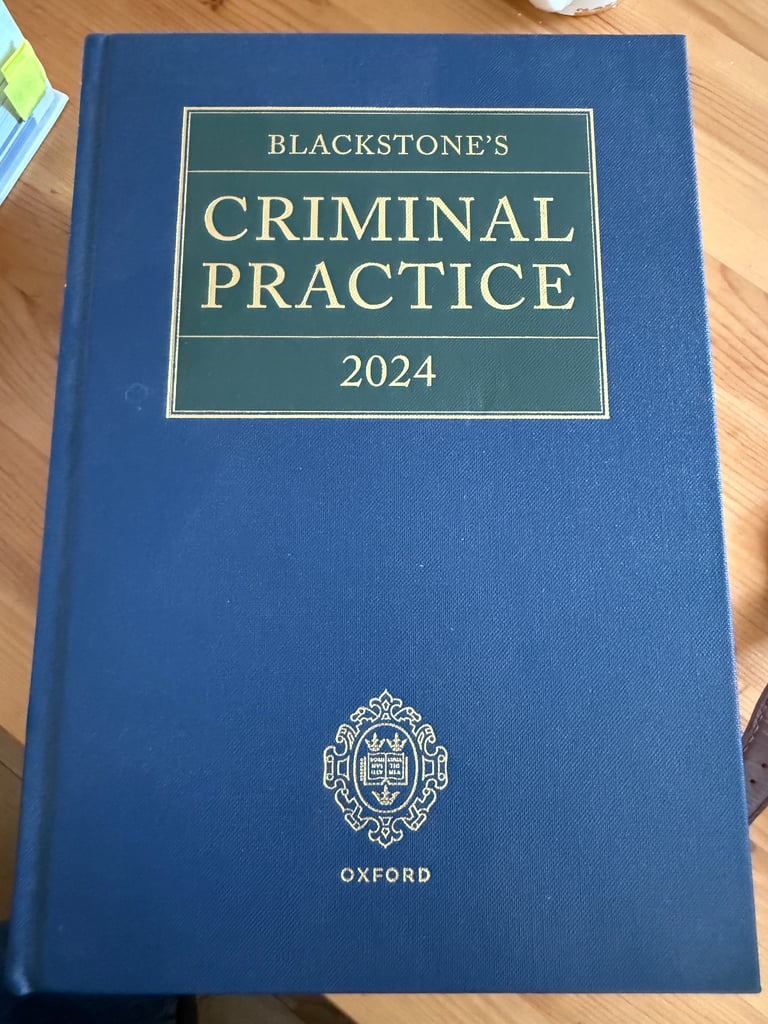 BLACKSTONE'S
CRIMINAL
PRACTICE
2024
OXFORD